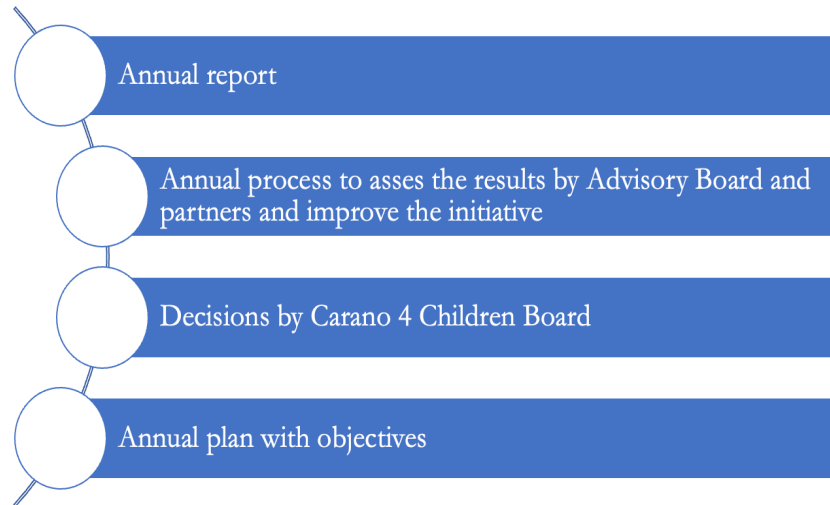 Annual report
Annual process to asses the results by Advisory Board and
partners and improve the initiative
Decisions by Carano 4 Children Board
Annual plan with objectives